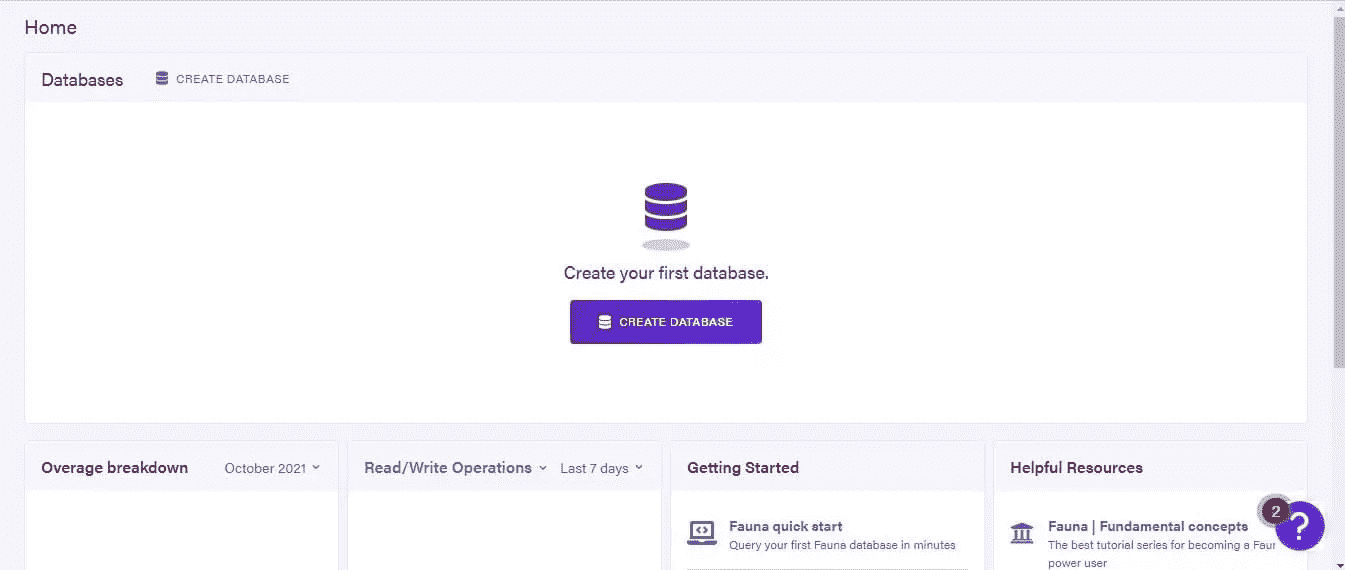 Home
Databases CREATE DATABASE
Create your first database.
CREATE DATABASE
Overage breakdown October 2021
Read/Write Operations Last 7 days
Getting Started
Fauna quick start
Query your first Fauna database in minutes
Helpful Resources
Fauna | Fundamental concepts
The best tutorial series for becoming a Faun
power user
2
?